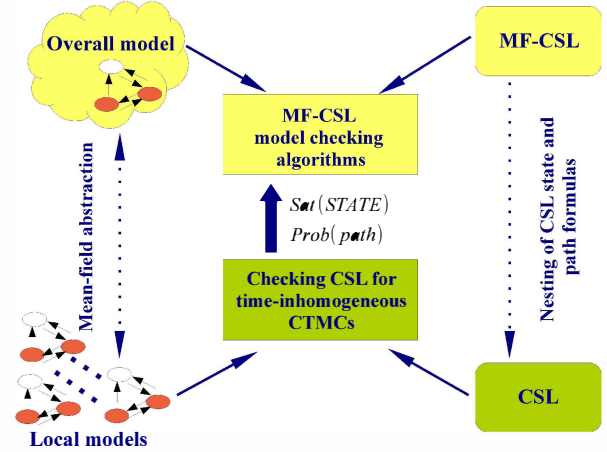 Overall model
MF-CSL
MF-CSL
model checking
algorithms
Mean-field abstraction
Sat(STATE)
Prob(path)
Nesting of CSL state and
path formulas
Checking CSL for
time-inhomogeneous
CTMCs
CSL
Local models